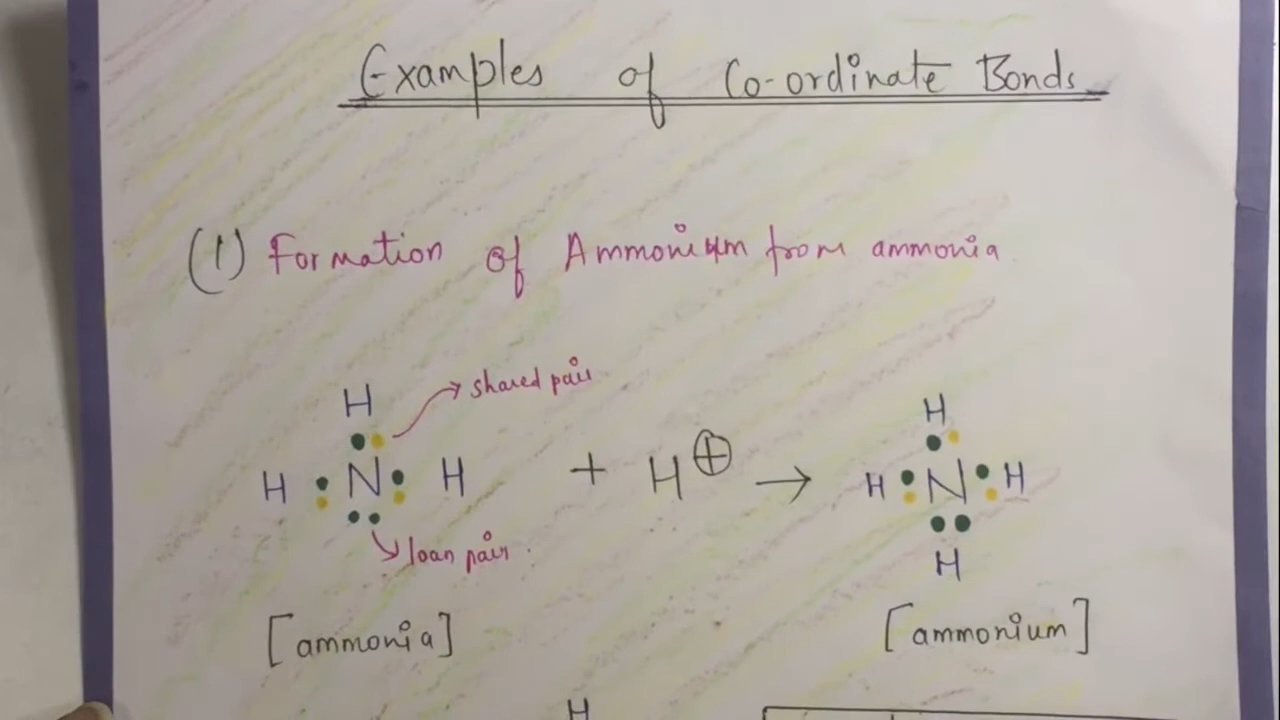 Examples of Co-ordinate Bonds
(1) Formation of Ammonium from ammonia
shared pair
H
H N H + H⊕ → H N H
H
loan pair
H
[ammonia] [ammonium]
H